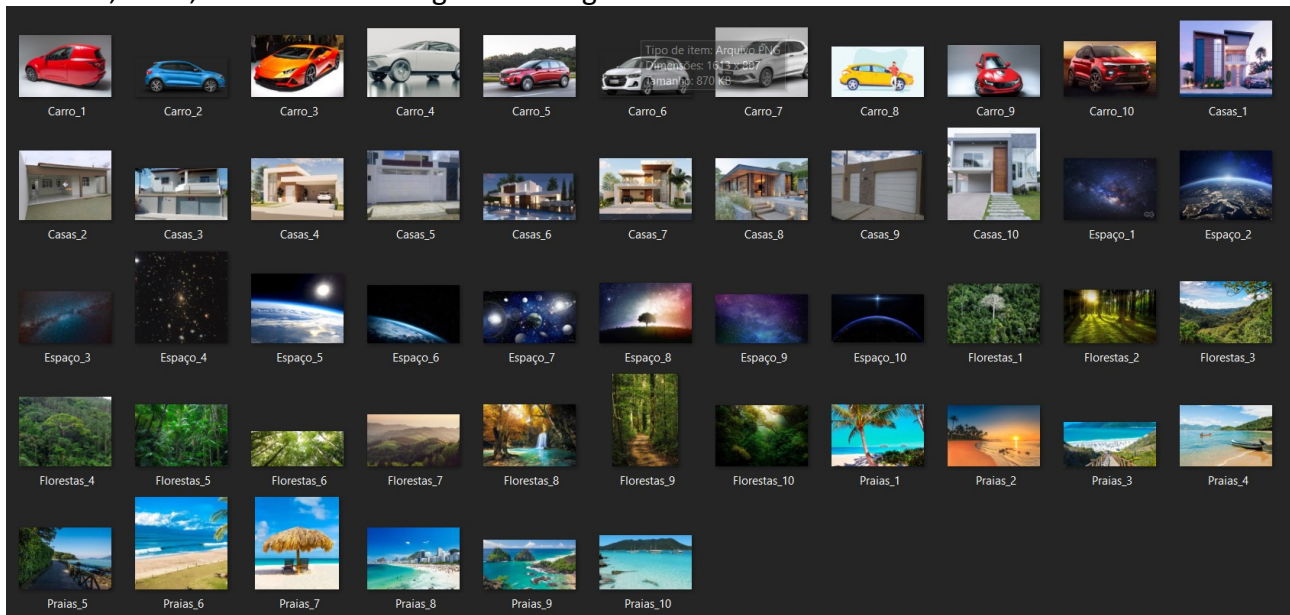 Carro_1 Carro_2 Carro_3 Carro_4 Carro_5 Carro_6 Carro_7 Carro_8 Carro_9 Carro_10 Casas_1
Tipo de item: Arquivo PNG
Dimensões: 1613 x 807
Tamanho: 870 KB
Casas_2 Casas_3 Casas_4 Casas_5 Casas_6 Casas_7 Casas_8 Casas_9 Casas_10 Espaço_1 Espaço_2
Espaço_3 Espaço_4 Espaço_5 Espaço_6 Espaço_7 Espaço_8 Espaço_9 Espaço_10 Florestas_1 Florestas_2 Florestas_3
Florestas_4 Florestas_5 Florestas_6 Florestas_7 Florestas_8 Florestas_9 Florestas_10 Praias_1 Praias_2 Praias_3 Praias_4
Praias_5 Praias_6 Praias_7 Praias_8 Praias_9 Praias_10